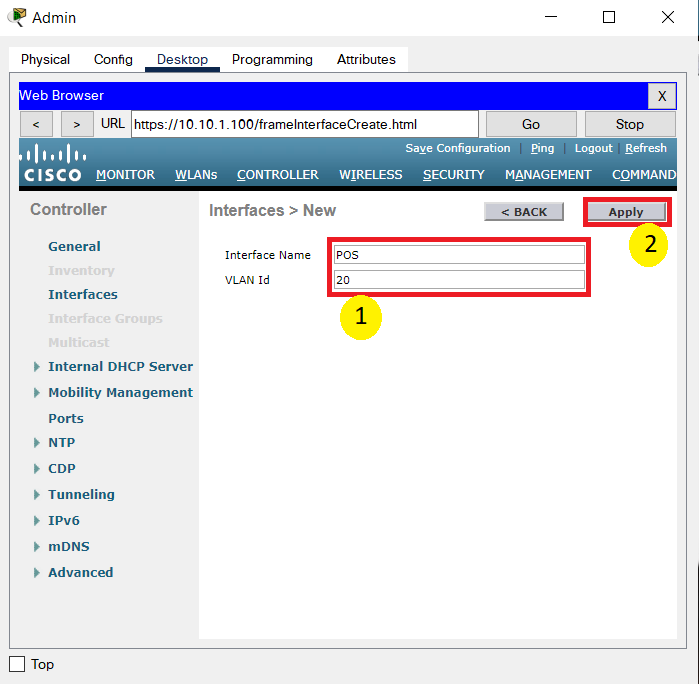 Admin
Physical Config Desktop Programming Attributes
Web Browser X
< > URL https://10.10.1.100/frameInterfaceCreate.html Go Stop
Save Configuration | Ping | Logout | Refresh
CISCO MONITOR WLANs CONTROLLER WIRELESS SECURITY MANAGEMENT COMMAND
Controller
General
Inventory
Interfaces
Interface Groups
Multicast
Internal DHCP Server
Mobility Management
Ports
NTP
CDP
Tunneling
IPv6
mDNS
Advanced
Interfaces > New < BACK Apply
2
Interface Name POS
VLAN Id 20
1
Top